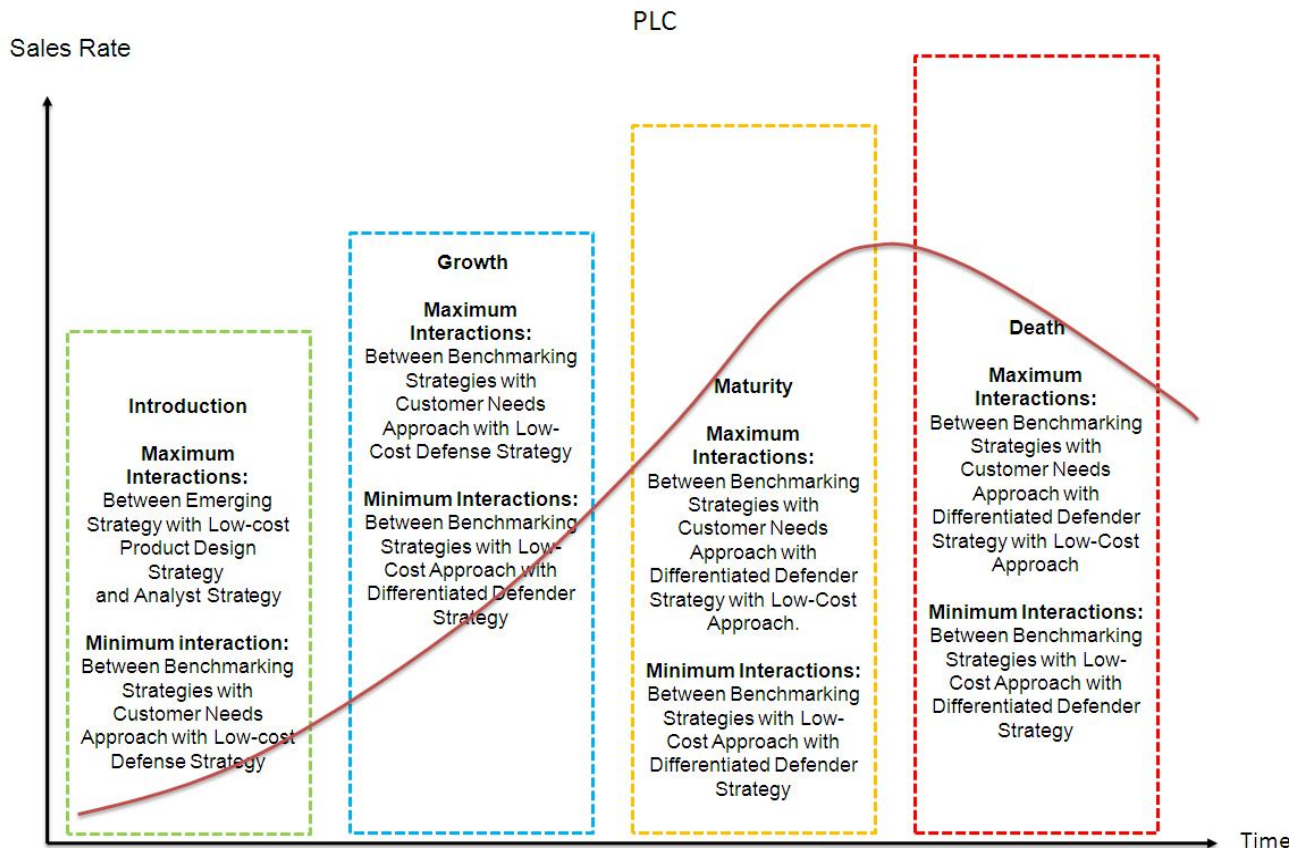 PLC
Sales Rate
Introduction
Maximum
Interactions:
Between Emerging
Strategy with Low-cost
Product Design
Strategy
and Analyst Strategy
Minimum interaction:
Between Benchmarking
Strategies with
Customer Needs
Approach with Low-cost
Defense Strategy
Growth
Maximum
Interactions:
Between Benchmarking
Strategies with
Customer Needs
Approach with Low-
Cost Defense Strategy
Minimum Interactions:
Between Benchmarking
Strategies with Low-
Cost Approach with
Differentiated Defender
Strategy
Maturity
Maximum
Interactions:
Between Benchmarking
Strategies with
Customer Needs
Approach with
Differentiated Defender
Strategy with Low-Cost
Approach.
Minimum Interactions:
Between Benchmarking
Strategies with Low-
Cost Approach with
Differentiated Defender
Strategy
Death
Maximum
Interactions:
Between Benchmarking
Strategies with
Customer Needs
Approach with
Differentiated Defender
Strategy with Low-Cost
Approach
Minimum Interactions:
Between Benchmarking
Strategies with Low-
Cost Approach with
Differentiated Defender
Strategy
Time